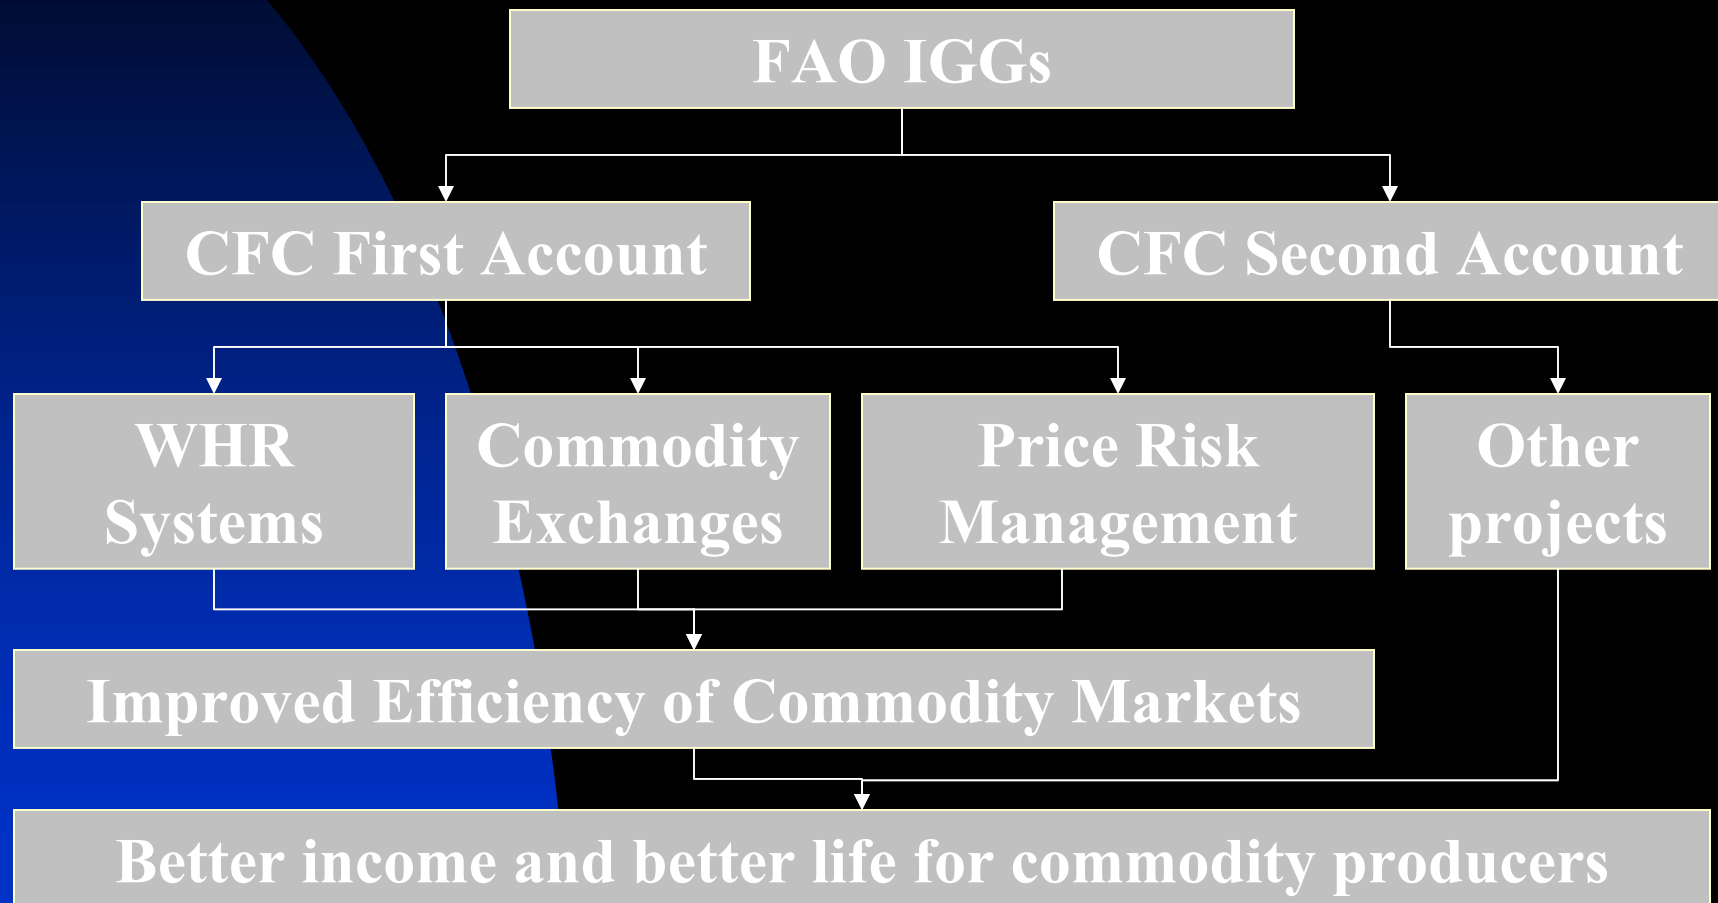 FAO IGGs
CFC First Account
CFC Second Account
WHR
Systems
Commodity
Exchanges
Price Risk
Management
Other
projects
Improved Efficiency of Commodity Markets
Better income and better life for commodity producers